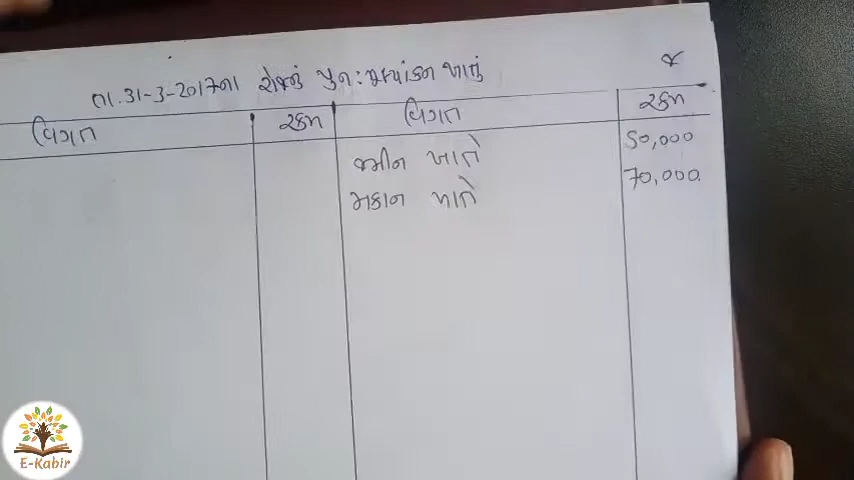 તા.31-3-2017ના રોજનું પુન:મૂલ્યાંકન ખાતું જ
વિગત રકમ વિગત રકમ
જમીન ખાતે 50,000
મકાન ખાતે 70,000.
E-Kabir